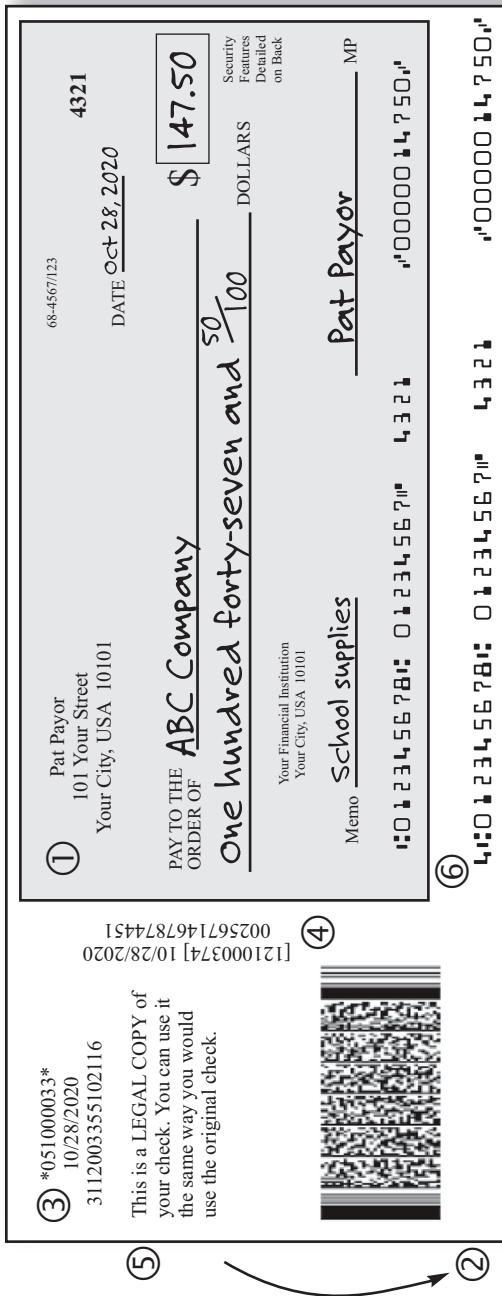 ① Pat Payor
101 Your Street
Your City, USA 10101
68-4567/123
4321
DATE Oct 28, 2020
PAY TO THE
ORDER OF ABC Company $ 147.50
One hundred forty-seven and 50/100 DOLLARS
Security
Features
Detailed
on Back
Your Financial Institution
Your City, USA 10101
Memo School supplies
Pat Payor MP
⑆012345678⑆ 01234567⑈ 4321 ⑇0000014750⑇
③ *051000033*
10/28/2020
3112003355102116
[121000374] 10/28/2020
0025671467874451
④
⑤
This is a LEGAL COPY of
your check. You can use it
the same way you would
use the original check.
②
⑥
4⑆012345678⑆ 01234567⑈ 4321 ⑇0000014750⑇